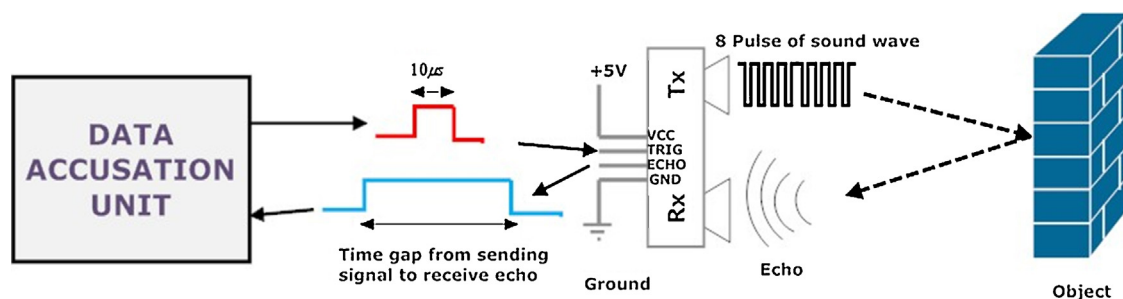 DATA
ACCUSATION
UNIT
10μs
Time gap from sending
signal to receive echo
+5V
VCC
TRIG
ECHO
GND
Ground
Tx
Rx
8 Pulse of sound wave
Echo
Object